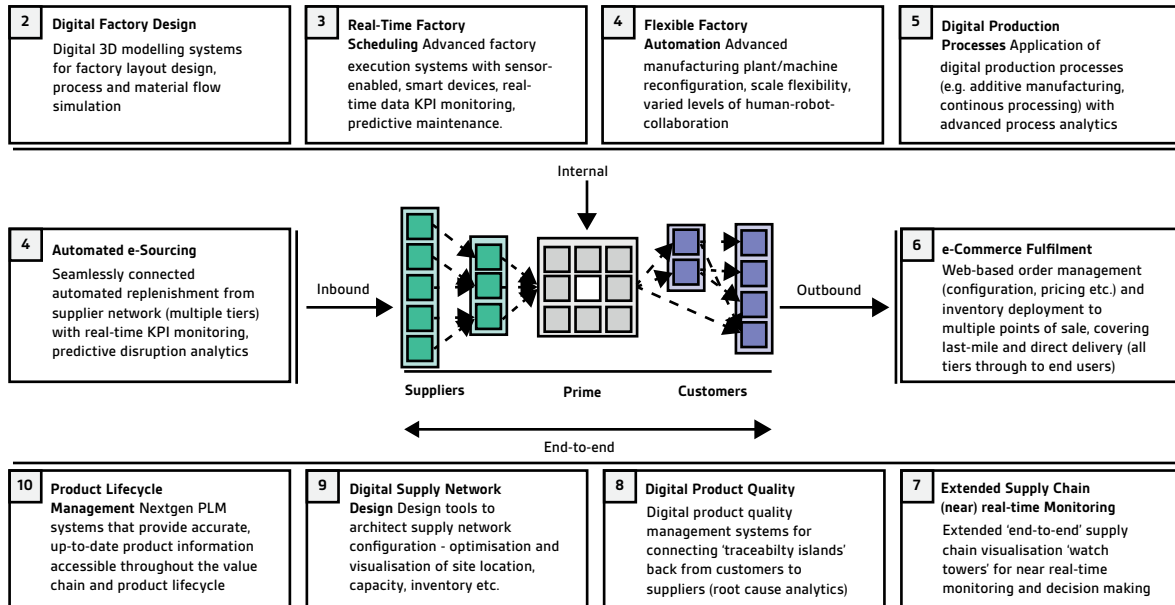 2
Digital Factory Design
Digital 3D modelling systems
for factory layout design,
process and material flow
simulation
3
Real-Time Factory
Scheduling Advanced factory
execution systems with sensor-
enabled, smart devices, real-
time data KPI monitoring,
predictive maintenance.
4
Flexible Factory
Automation Advanced
manufacturing plant/machine
reconfiguration, scale flexibility,
varied levels of human-robot-
collaboration
5
Digital Production
Processes Application of
digital production processes
(e.g. additive manufacturing,
continous processing) with
advanced process analytics
Internal
4
Automated e-Sourcing
Seamlessly connected
automated replenishment from
supplier network (multiple tiers)
with real-time KPI monitoring,
predictive disruption analytics
Inbound
Outbound
6
e-Commerce Fulfilment
Web-based order management
(configuration, pricing etc.) and
inventory deployment to
multiple points of sale, covering
last-mile and direct delivery (all
tiers through to end users)
Suppliers
Prime
Customers
End-to-end
10
Product Lifecycle
Management Nextgen PLM
systems that provide accurate,
up-to-date product information
accessible throughout the value
chain and product lifecycle
9
Digital Supply Network
Design Design tools to
architect supply network
configuration - optimisation and
visualisation of site location,
capacity, inventory etc.
8
Digital Product Quality
Digital product quality
management systems for
connecting ‘traceabilty islands’
back from customers to
suppliers (root cause analytics)
7
Extended Supply Chain
(near) real-time Monitoring
Extended ‘end-to-end’ supply
chain visualisation ‘watch
towers’ for near real-time
monitoring and decision making